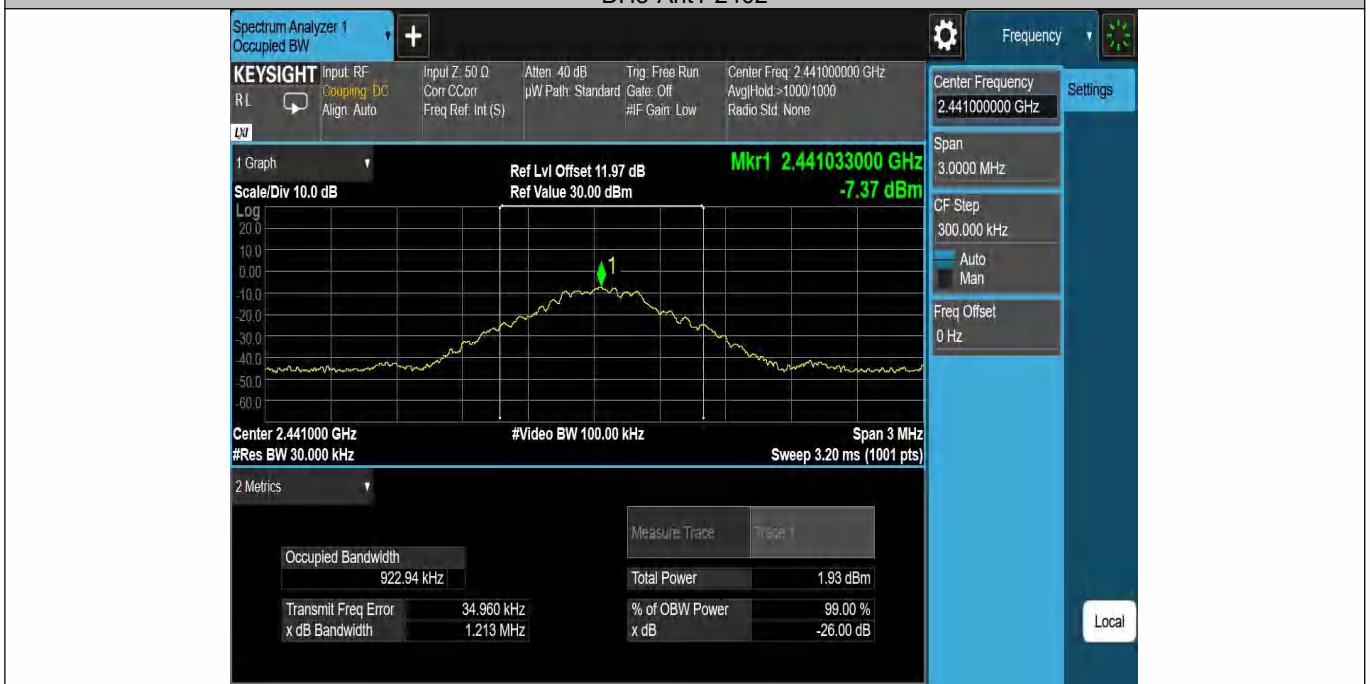 DH5-Ant1-2402
Spectrum Analyzer 1
Occupied BW
+
Frequency
KEYSIGHT
RL
LXI
Input: RF
Coupling: DC
Align: Auto
Input Z: 50 Ω
Corr CCorr
Freq Ref: Int (S)
Atten: 40 dB
µW Path: Standard
Trig: Free Run
Gate: Off
#IF Gain: Low
Center Freq: 2.441000000 GHz
Avg|Hold:>1000/1000
Radio Std: None
Center Frequency
2.441000000 GHz
Settings
Span
3.0000 MHz
CF Step
300.000 kHz
Auto
Man
Freq Offset
0 Hz
Local
1 Graph
Scale/Div 10.0 dB
Ref Lvl Offset 11.97 dB
Ref Value 30.00 dBm
Mkr1 2.441033000 GHz
-7.37 dBm
Log
20.0
10.0
0.00
-10.0
-20.0
-30.0
-40.0
-50.0
-60.0
1
Center 2.441000 GHz
#Video BW 100.00 kHz
Span 3 MHz
#Res BW 30.000 kHz
Sweep 3.20 ms (1001 pts)
2 Metrics
Measure Trace
Trace 1
Occupied Bandwidth
922.94 kHz
Total Power
1.93 dBm
Transmit Freq Error
34.960 kHz
% of OBW Power
99.00 %
x dB Bandwidth
1.213 MHz
x dB
-26.00 dB